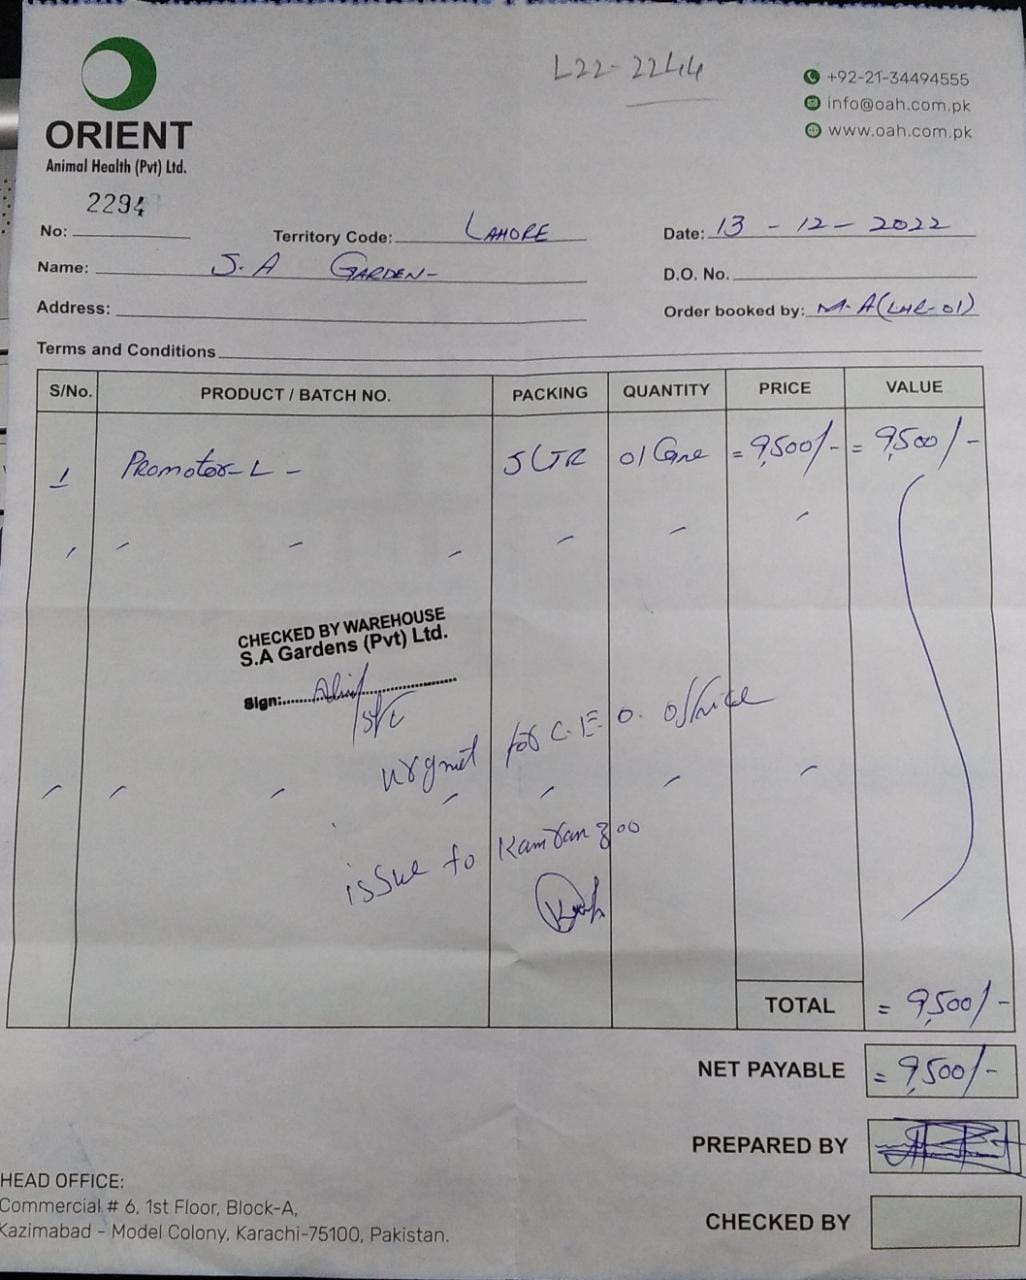 L22-2244
+92-21-34494555
info@oah.com.pk
www.oah.com.pk
ORIENT
Animal Health (Pvt) Ltd.
2294
No:
Territory Code: LAHORE
Date: 13 - 12 - 2022
Name: S. A GARDEN-
D.O. No.
Address:
Order booked by: M. A (LHR-01)
Terms and Conditions
S/No. PRODUCT / BATCH NO. PACKING QUANTITY PRICE VALUE
1 PROMOTOR-L - 5 LTR 01 Cane = 9,500/- = 9,500/-
CHECKED BY WAREHOUSE
S.A Gardens (Pvt) Ltd.
Sign:
urgnet for C.E.O. office
issue to Kamran zoo
TOTAL = 9,500/-
NET PAYABLE = 9,500/-
PREPARED BY
CHECKED BY
HEAD OFFICE:
Commercial # 6, 1st Floor, Block-A,
Kazimabad - Model Colony, Karachi-75100, Pakistan.